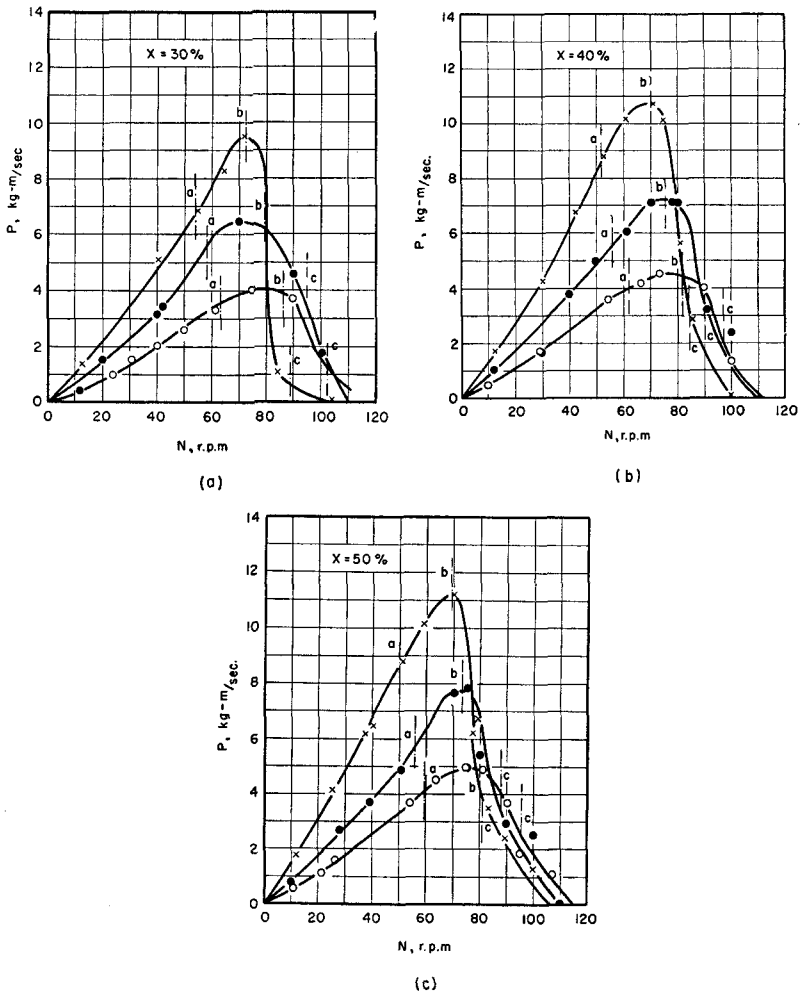 14
X = 30%
12
b
10
8
a
a
b
6
a
b
c
4
2
c
c
0
0 20 40 60 80 100 120
P, kg-m/sec
N, r.p.m
(a)
14
X = 40%
b
12
a
10
8
b
a
6
a
b
4
c
2
c
c
0
0 20 40 60 80 100 120
P, kg-m/sec.
N, r.p.m
(b)
14
X = 50%
b
12
10
a
b
8
a
6
a
c
b
4
c
c
2
0
0 20 40 60 80 100 120
P, kg-m/sec.
N, r.p.m
(c)